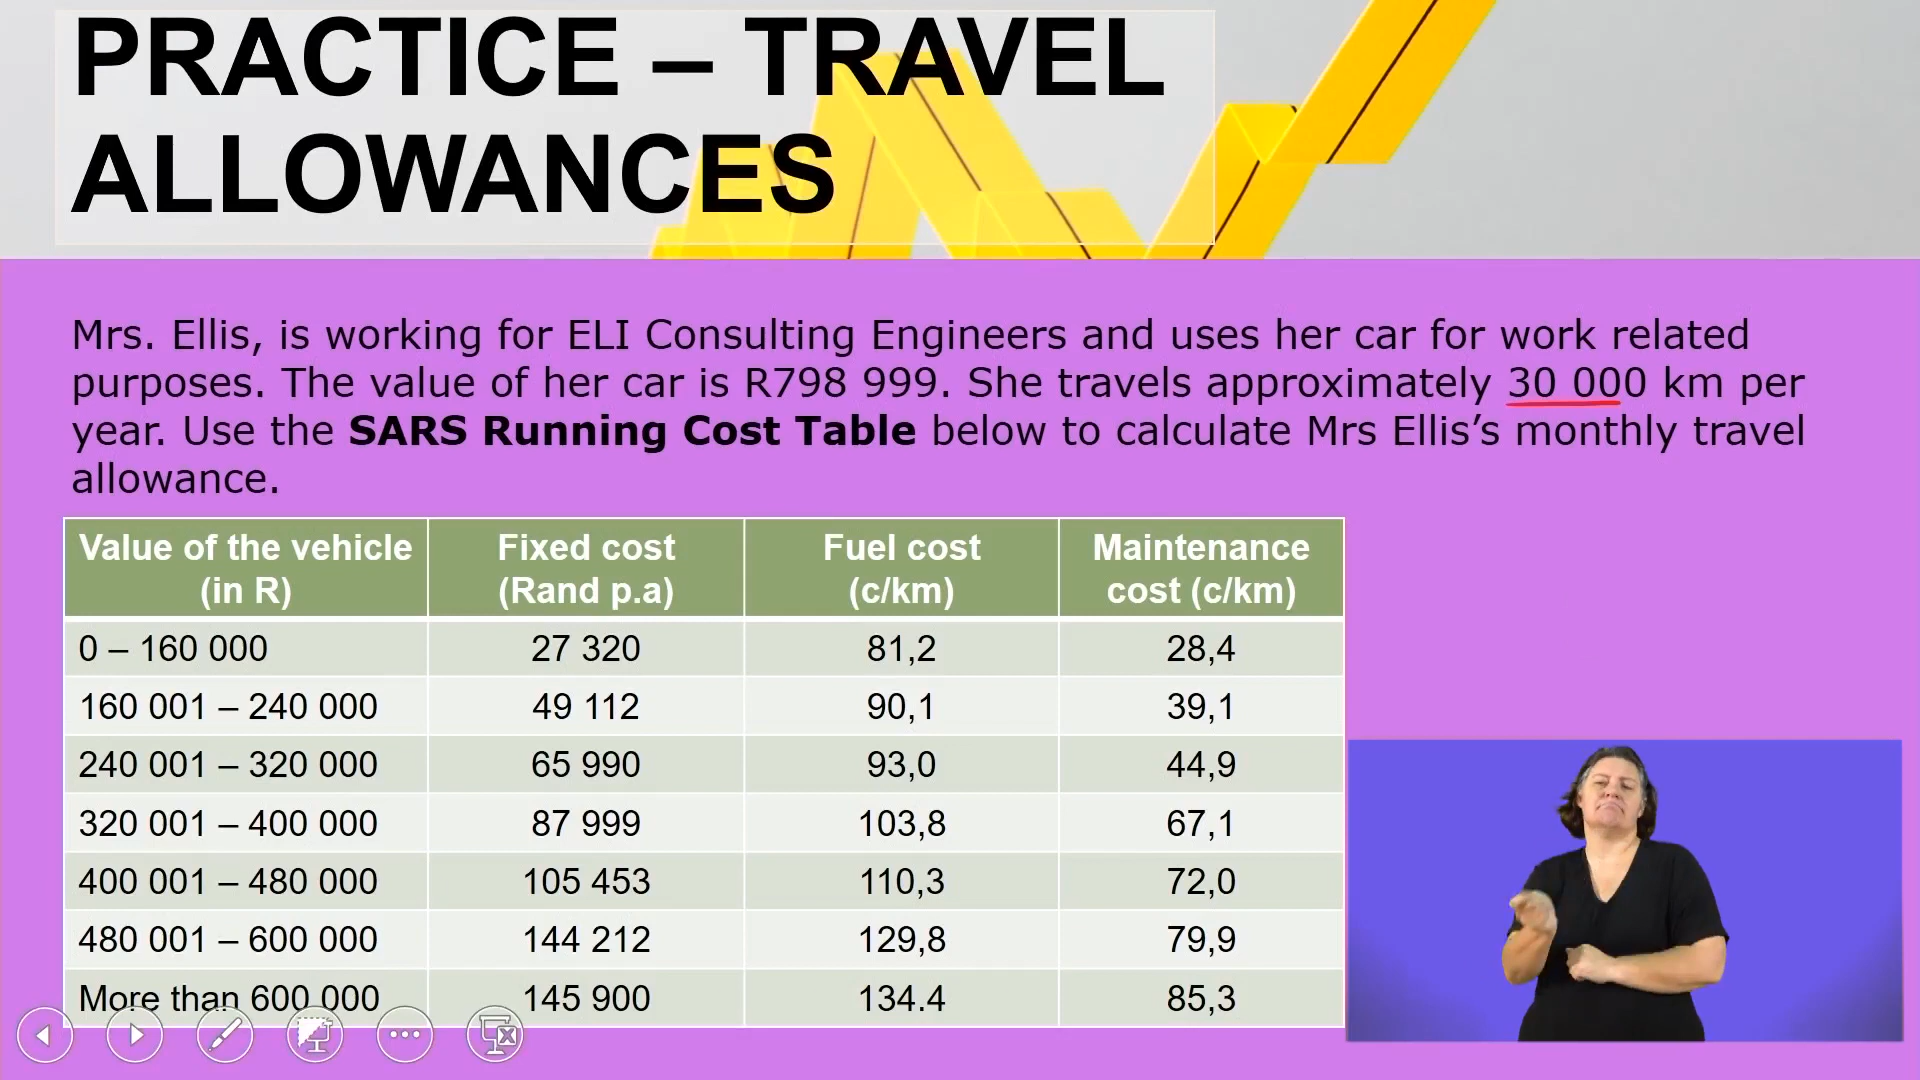 PRACTICE – TRAVEL
ALLOWANCES
Mrs. Ellis, is working for ELI Consulting Engineers and uses her car for work related
purposes. The value of her car is R798 999. She travels approximately 30 000 km per
year. Use the SARS Running Cost Table below to calculate Mrs Ellis’s monthly travel
allowance.
Value of the vehicle (in R) Fixed cost (Rand p.a) Fuel cost (c/km) Maintenance cost (c/km)
0 – 160 000 27 320 81,2 28,4
160 001 – 240 000 49 112 90,1 39,1
240 001 – 320 000 65 990 93,0 44,9
320 001 – 400 000 87 999 103,8 67,1
400 001 – 480 000 105 453 110,3 72,0
480 001 – 600 000 144 212 129,8 79,9
More than 600 000 145 900 134.4 85,3